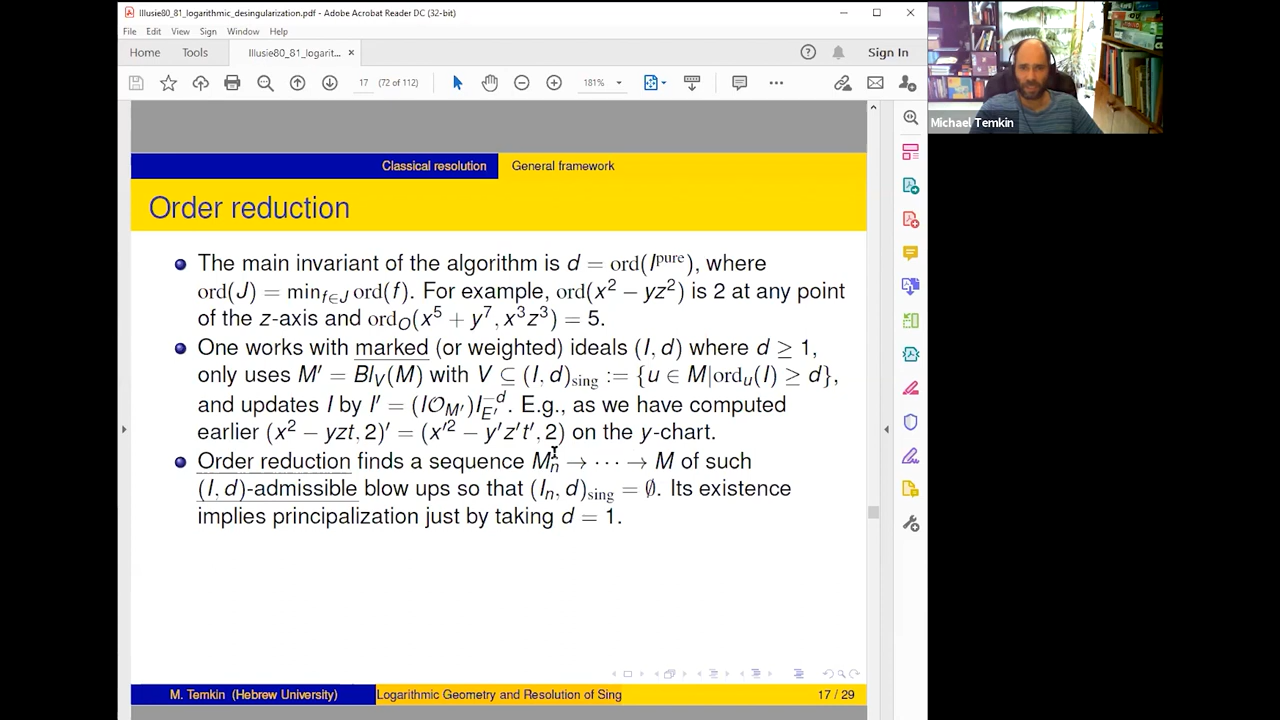 Illusie80_81_logarithmic_desingularization.pdf - Adobe Acrobat Reader DC (32-bit)
File Edit View Sign Window Help
Home Tools Illusie80_81_logarit... × Sign In
17 (72 of 112) 181%
Michael Temkin
Classical resolution General framework
Order reduction
The main invariant of the algorithm is d = ord(I^pure), where
ord(J) = min_{f∈J} ord(f). For example, ord(x² − yz²) is 2 at any point
of the z-axis and ord_O(x⁵ + y⁷, x³z³) = 5.
One works with marked (or weighted) ideals (I, d) where d ≥ 1,
only uses M′ = Bl_V(M) with V ⊆ (I, d)_sing := {u ∈ M|ord_u(I) ≥ d},
and updates I by I′ = (IO_{M′})I_{E′}^{−d}. E.g., as we have computed
earlier (x² − yzt, 2)′ = (x′² − y′z′t′, 2) on the y-chart.
Order reduction finds a sequence M_n → ··· → M of such
(I, d)-admissible blow ups so that (I_n, d)_sing = ∅. Its existence
implies principalization just by taking d = 1.
M. Temkin (Hebrew University) Logarithmic Geometry and Resolution of Sing 17 / 29